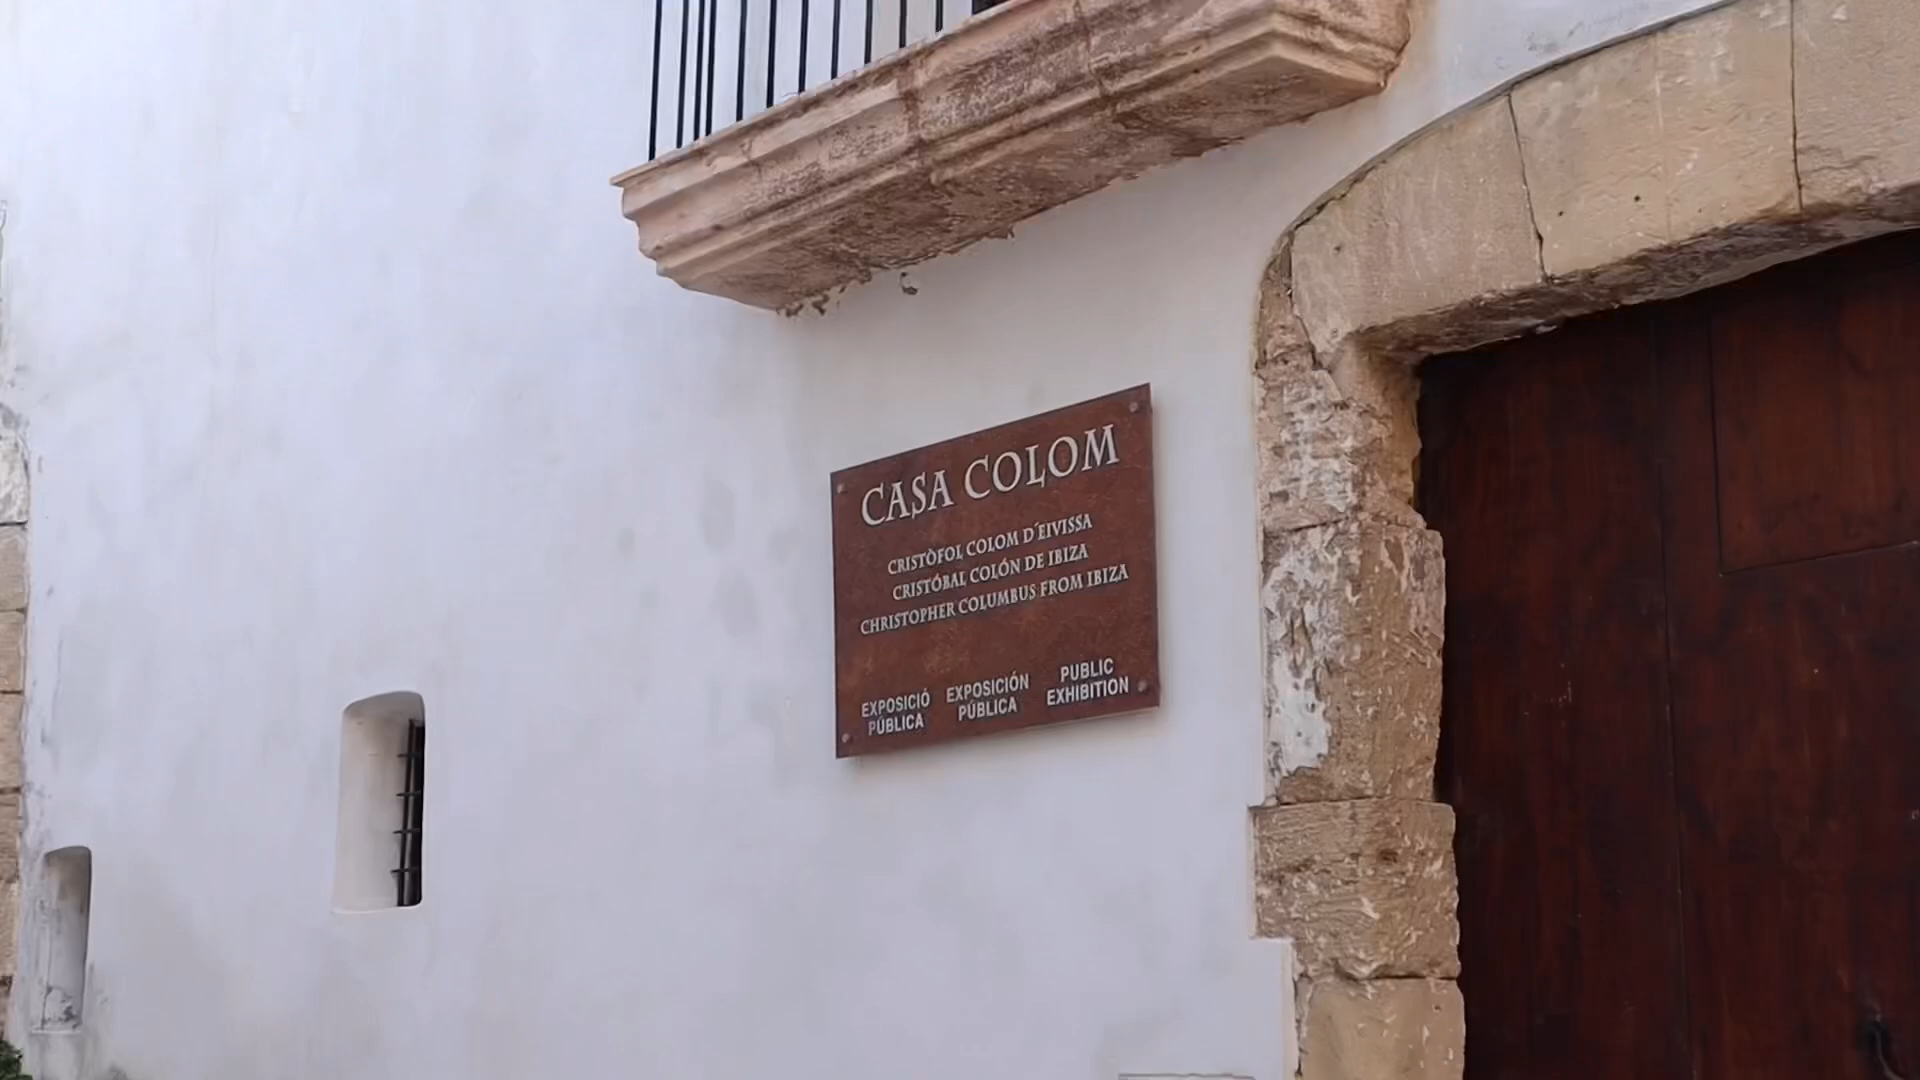 CASA COLOM
CRISTÒFOL COLOM D´EIVISSA
CRISTÓBAL COLÓN DE IBIZA
CHRISTOPHER COLUMBUS FROM IBIZA
EXPOSICIÓ
PÚBLICA
EXPOSICIÓN
PÚBLICA
PUBLIC
EXHIBITION